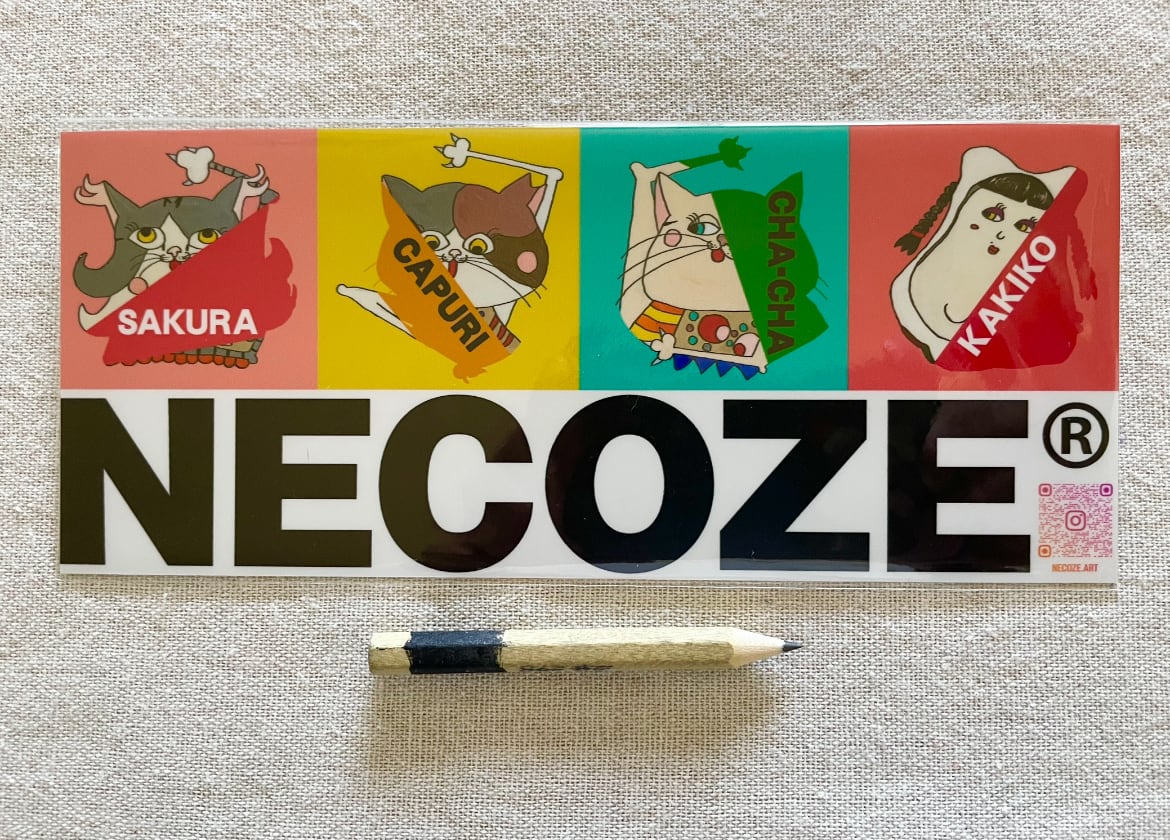 SAKURA
CAPURI
CHA-CHA
KAKIKO
NECOZE®
NECOZE.ART